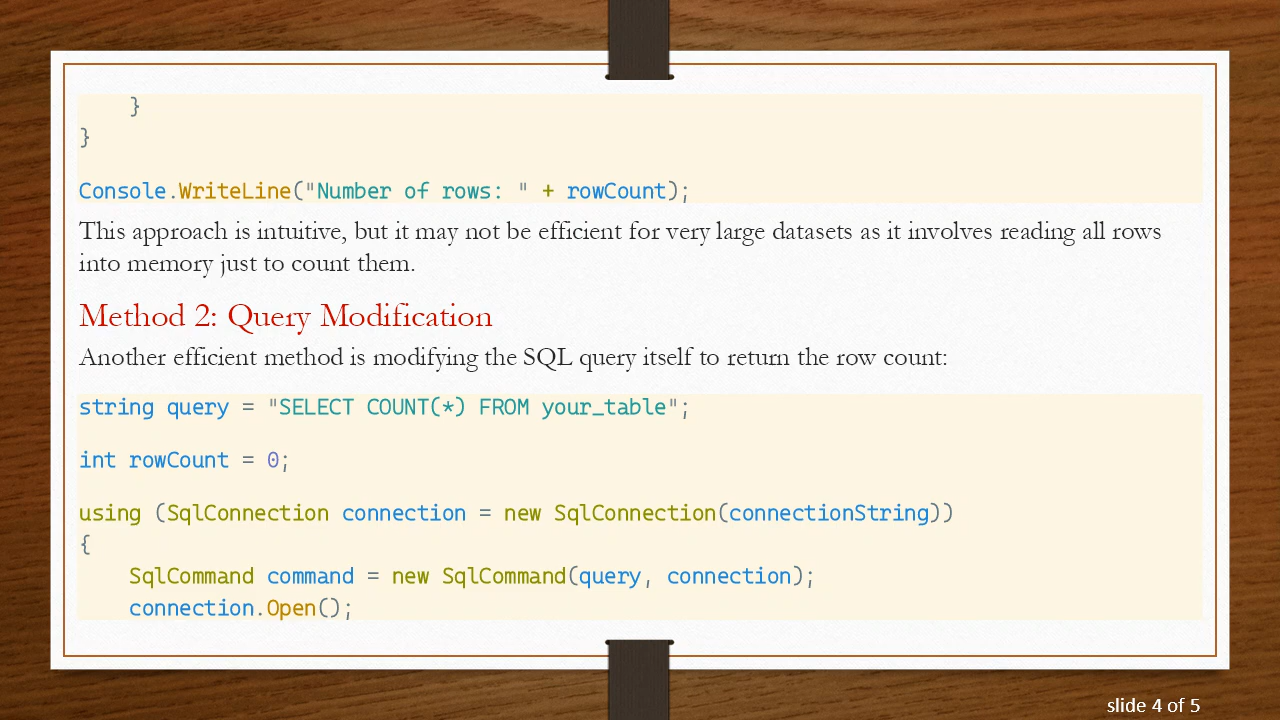 }
}
Console.WriteLine("Number of rows: " + rowCount);
This approach is intuitive, but it may not be efficient for very large datasets as it involves reading all rows
into memory just to count them.
Method 2: Query Modification
Another efficient method is modifying the SQL query itself to return the row count:
string query = "SELECT COUNT(*) FROM your_table";
int rowCount = 0;
using (SqlConnection connection = new SqlConnection(connectionString))
{
    SqlCommand command = new SqlCommand(query, connection);
    connection.Open();
slide 4 of 5